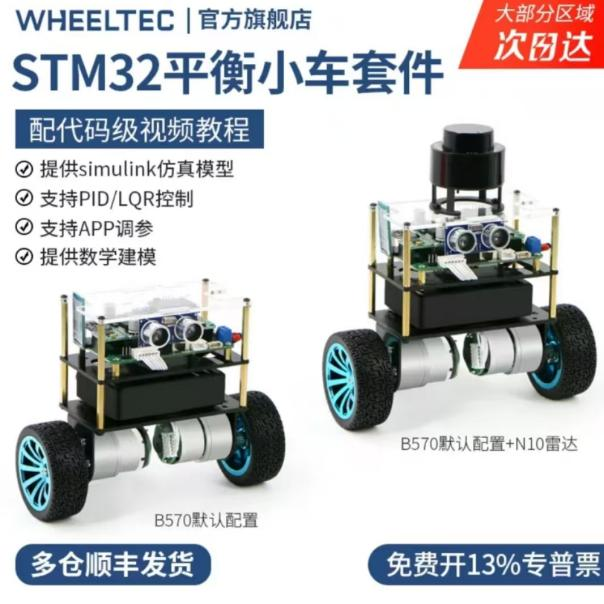 WHEELTEC | 官方旗舰店
大部分区域
次日达
STM32平衡小车套件
配代码级视频教程
提供simulink仿真模型
支持PID/LQR控制
支持APP调参
提供数学建模
B570默认配置+N10雷达
B570默认配置
多仓顺丰发货
免费开13%专普票